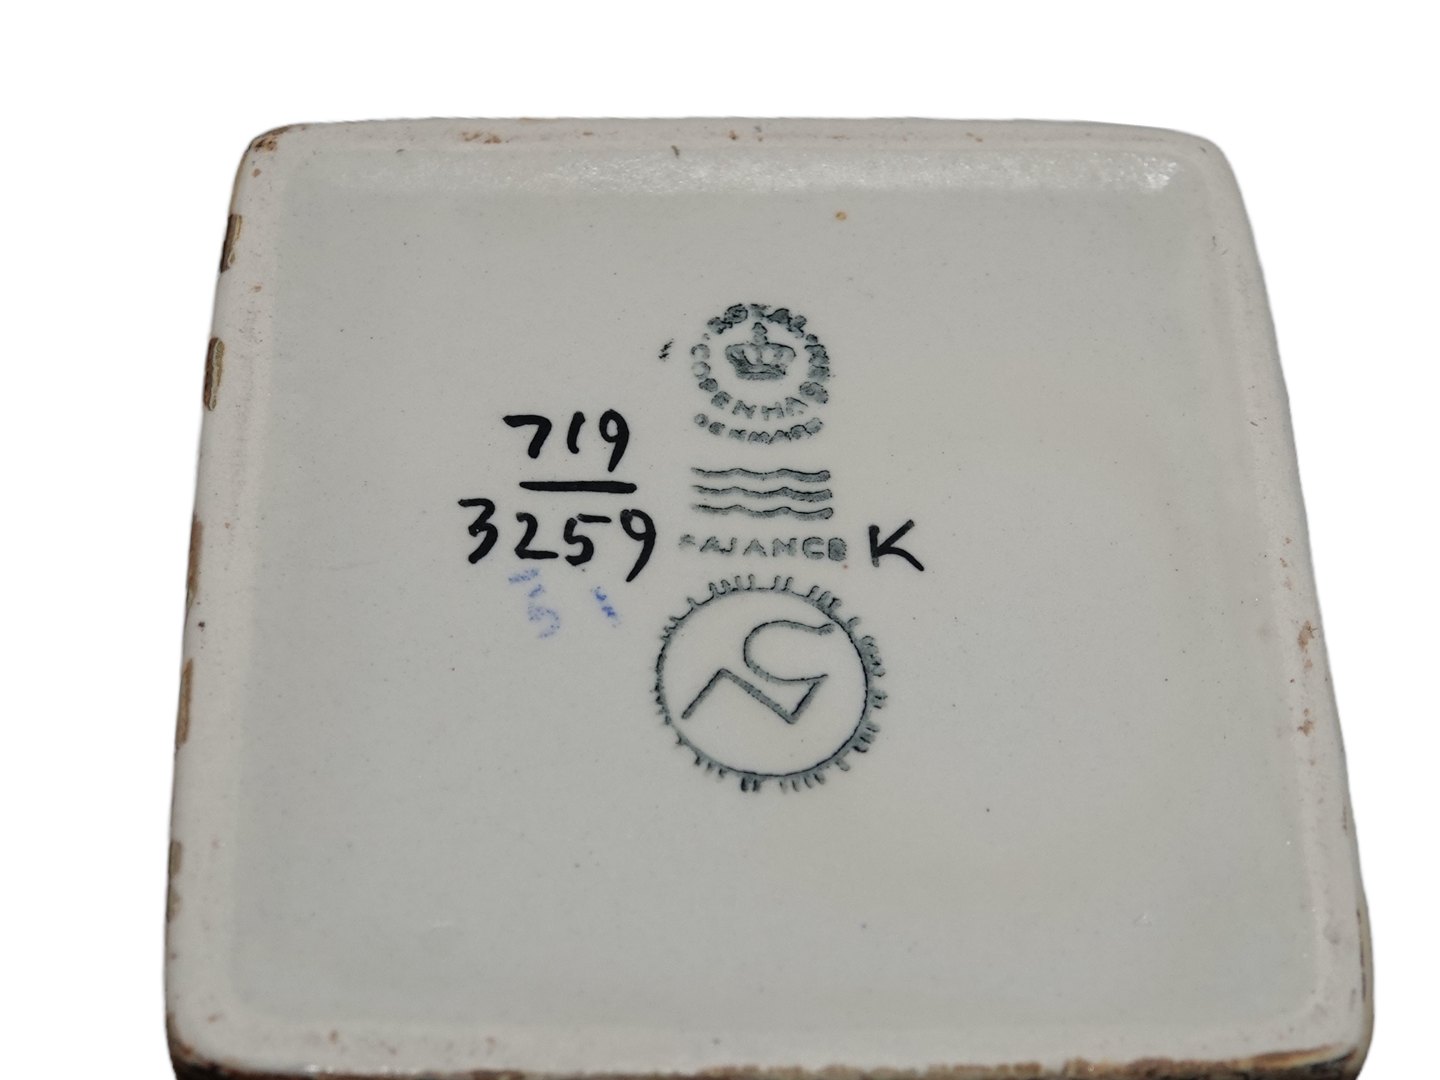 ROYAL
COPENHAGEN
DENMARK
719
3259
FAJANCE K